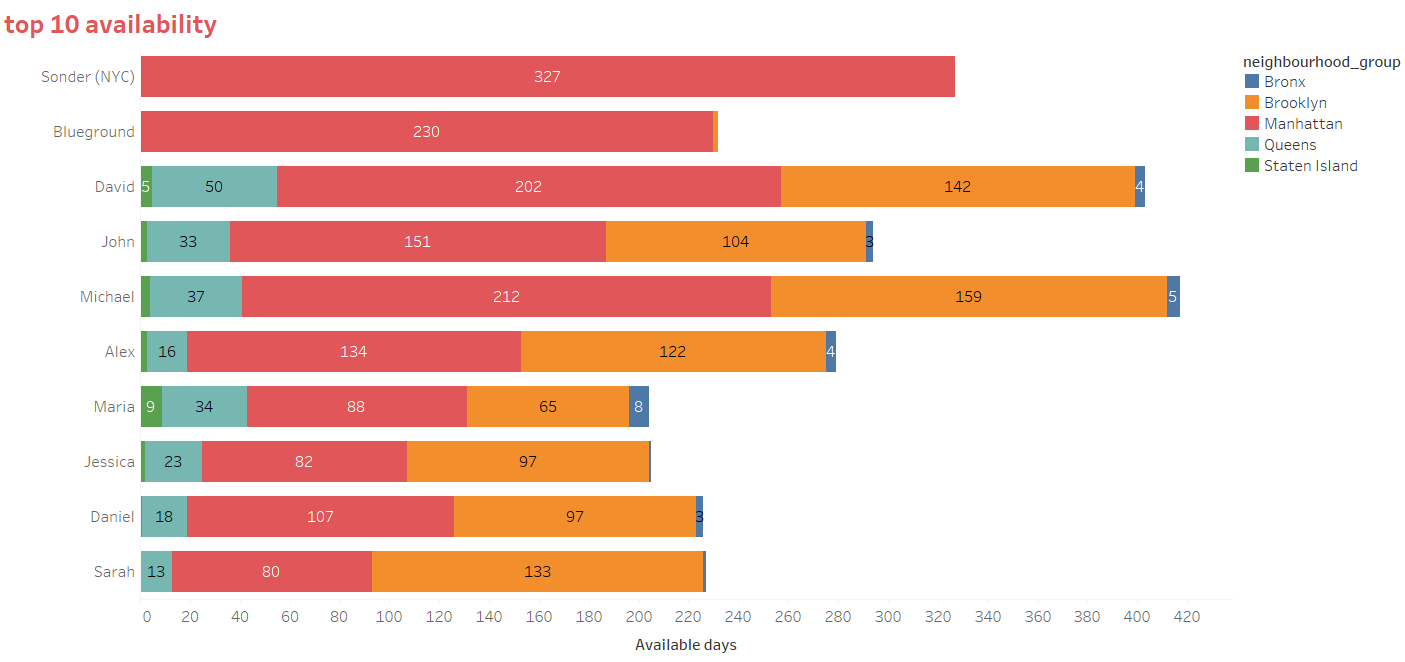 top 10 availability
neighbourhood_group
Bronx
Brooklyn
Manhattan
Queens
Staten Island
Sonder (NYC) 327
Blueground 230
David 5 50 202 142 4
John 33 151 104 3
Michael 37 212 159 5
Alex 16 134 122 4
Maria 9 34 88 65 8
Jessica 23 82 97
Daniel 18 107 97 3
Sarah 13 80 133
0 20 40 60 80 100 120 140 160 180 200 220 240 260 280 300 320 340 360 380 400 420
Available days